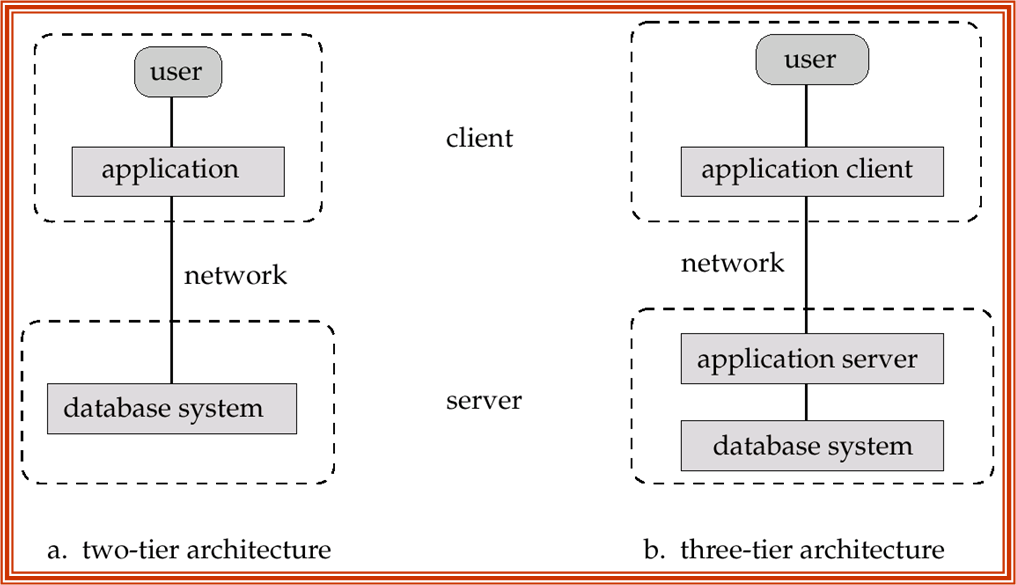 user
application
network
database system
a. two-tier architecture
client
server
user
application client
network
application server
database system
b. three-tier architecture